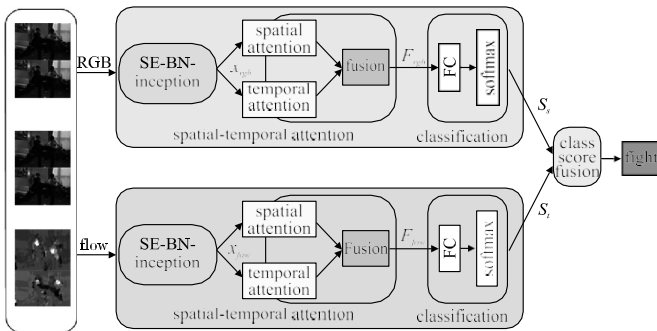 RGB
SE-BN-
inception
x_rgb
spatial
attention
temporal
attention
fusion
F_rgb
FC
softmax
spatial-temporal attention
classification
S_s
class
score
fusion
fight
flow
SE-BN-
inception
x_flow
spatial
attention
temporal
attention
Fusion
F_flow
FC
softmax
S_t
spatial-temporal attention
classification